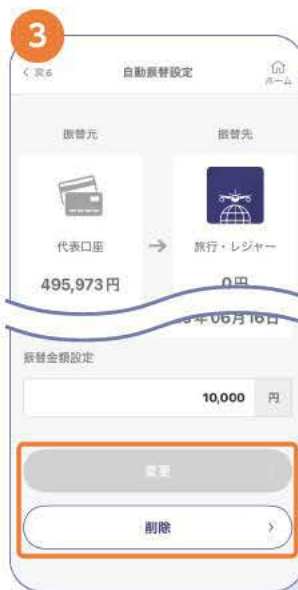 3
戻る 自動振替設定 ホーム
振替元 振替先
代表口座 → 旅行・レジャー
495,973円 0円
年06月16日
振替金額設定
10,000 円
変更
削除